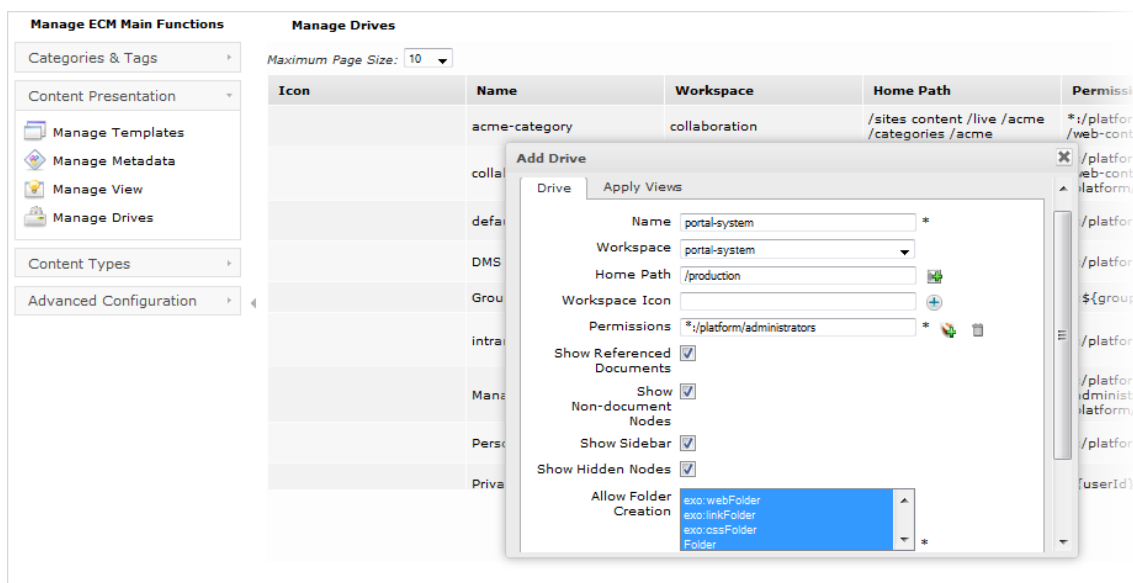 Manage ECM Main Functions
Categories & Tags
Content Presentation
Manage Templates
Manage Metadata
Manage View
Manage Drives
Content Types
Advanced Configuration
Manage Drives
Maximum Page Size: 10
Icon Name Workspace Home Path Permissi
acme-category collaboration /sites content /live /acme *:/platfor
/categories /acme /web-cont
colla
defau
DMS
Grou
intra
Mana
Perso
Priva
:/platfor
web-cont
platform,
:/platfor
:/platfor
:${group
:/platfor
:/platfor
administ
platform,
:/platfor
{userId}
Add Drive
Drive Apply Views
Name portal-system *
Workspace portal-system
Home Path /production
Workspace Icon
Permissions *:/platform/administrators *
Show Referenced
Documents
Show
Non-document
Nodes
Show Sidebar
Show Hidden Nodes
Allow Folder
Creation
exo:webFolder
exo:linkFolder
exo:cssFolder
Folder *